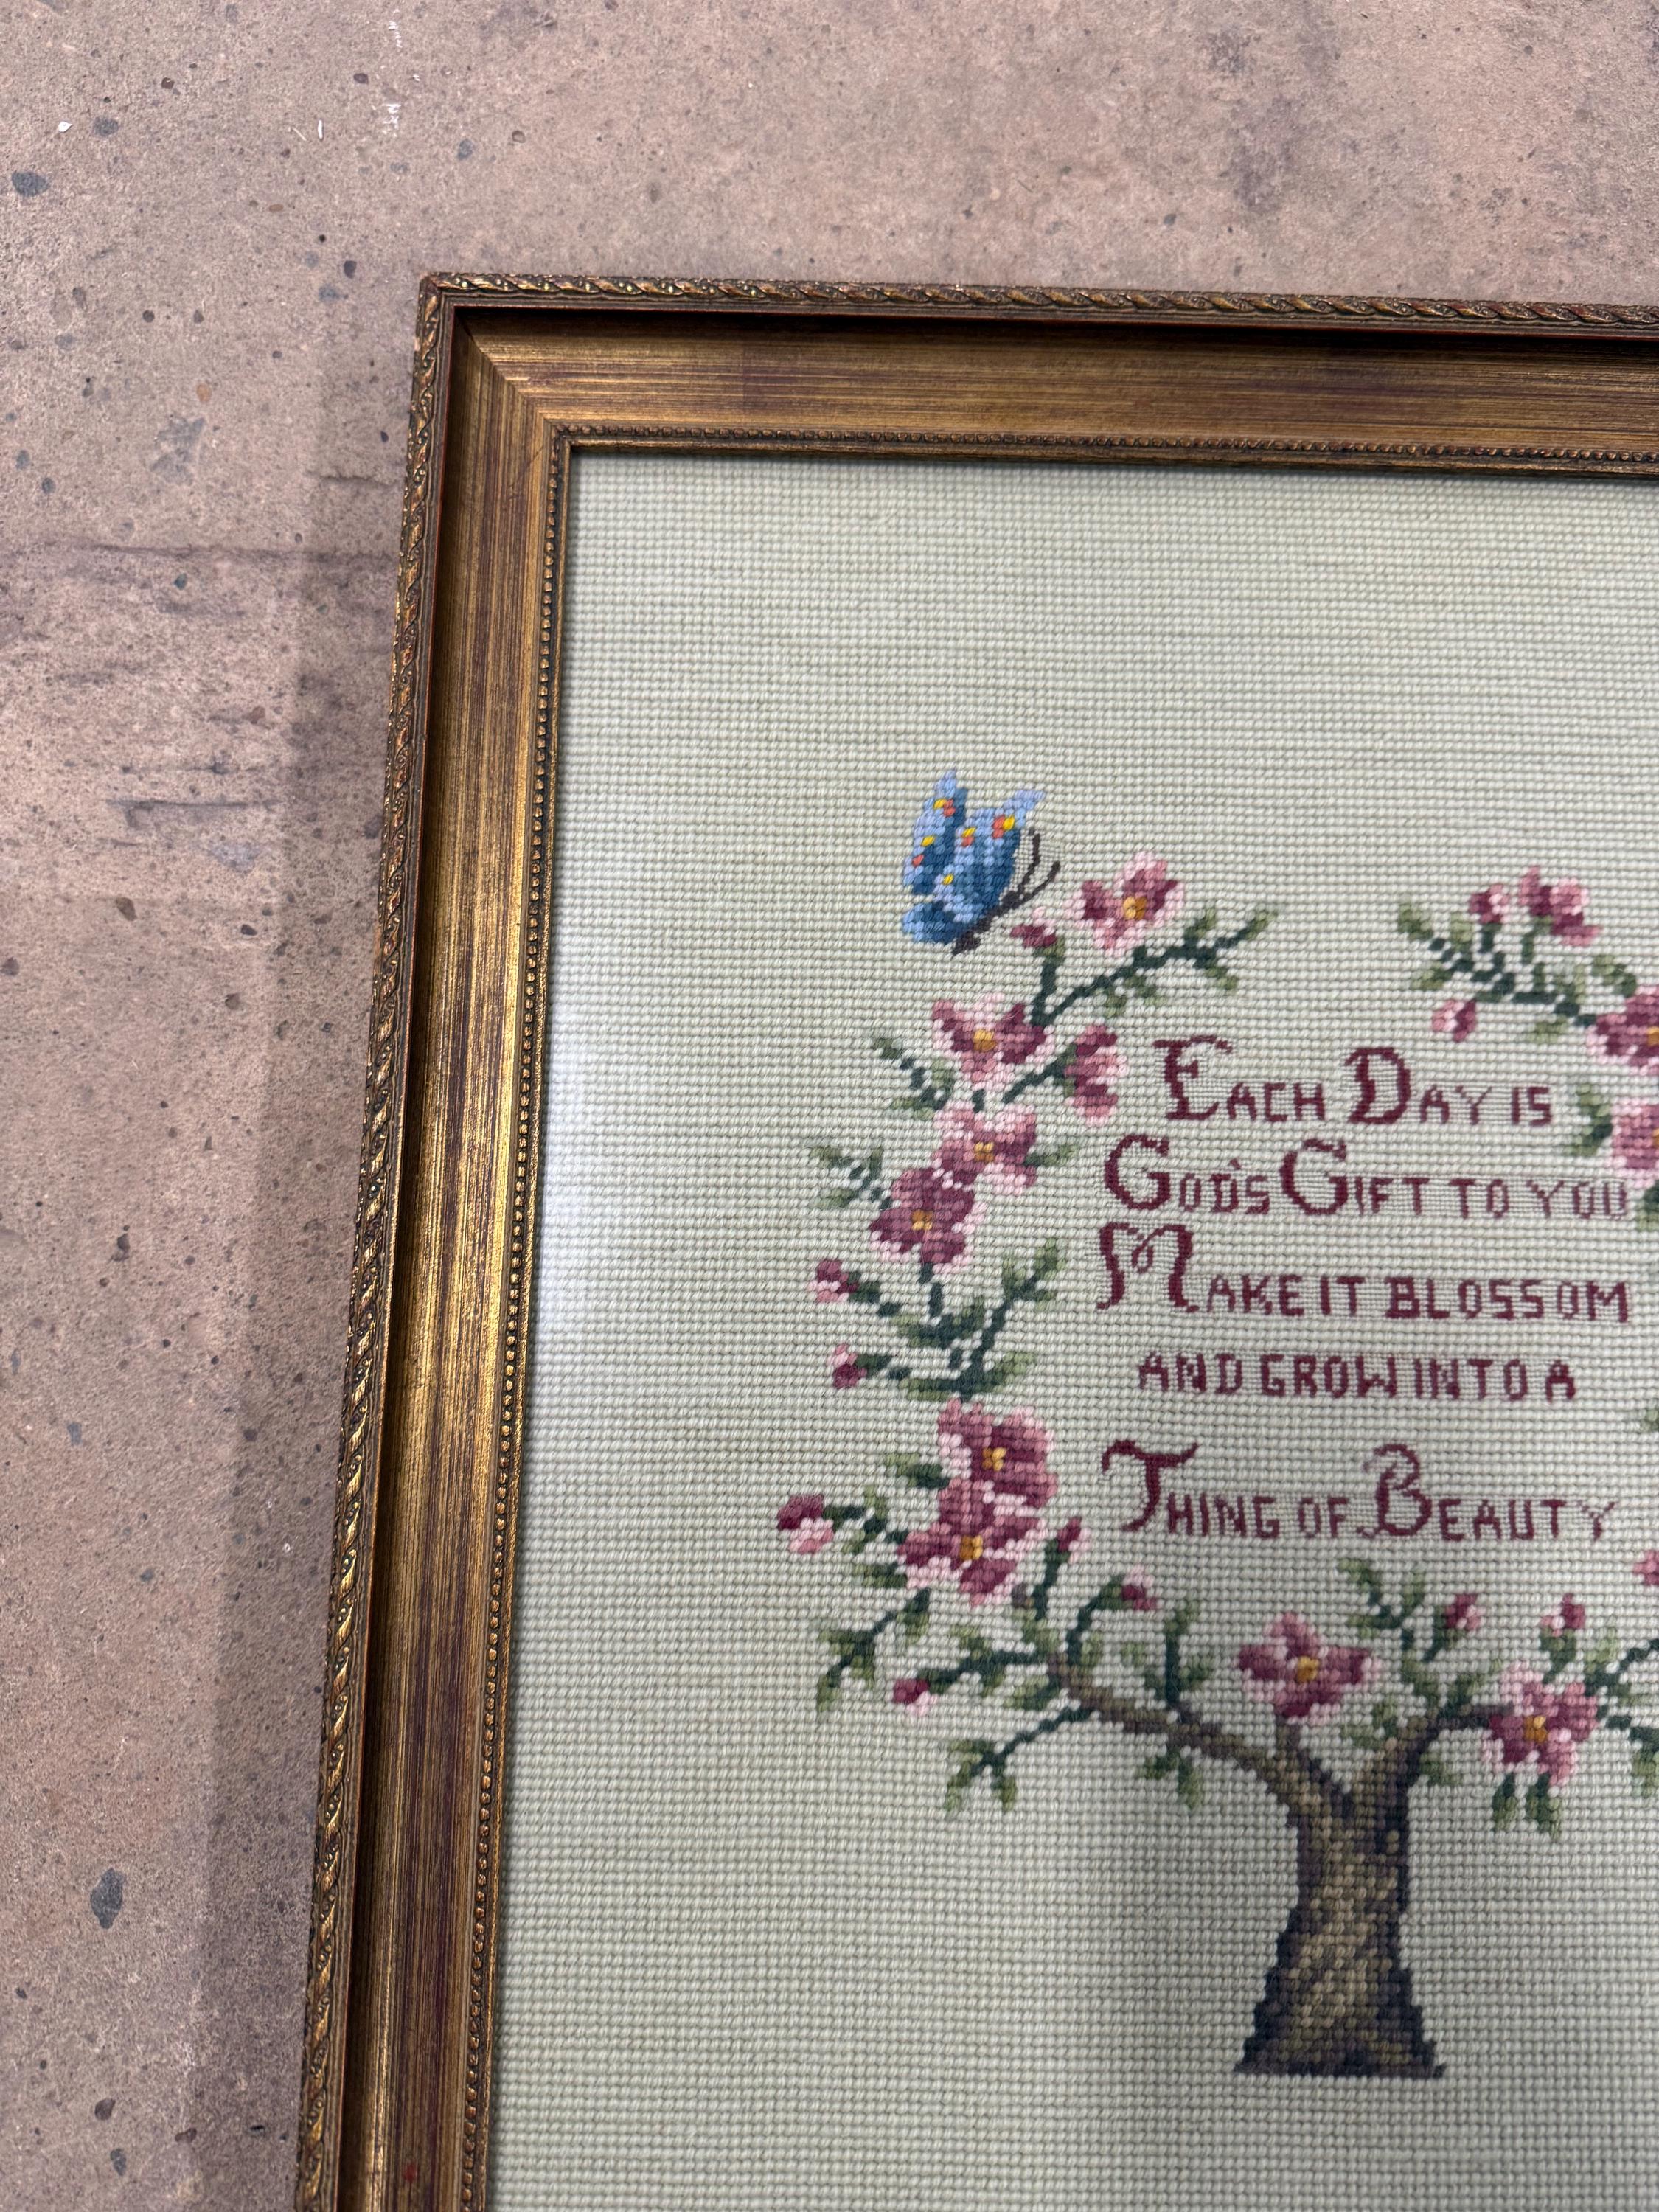 Each Day is
God's Gift to you
Make it blossom
and grow into a
Thing of Beauty